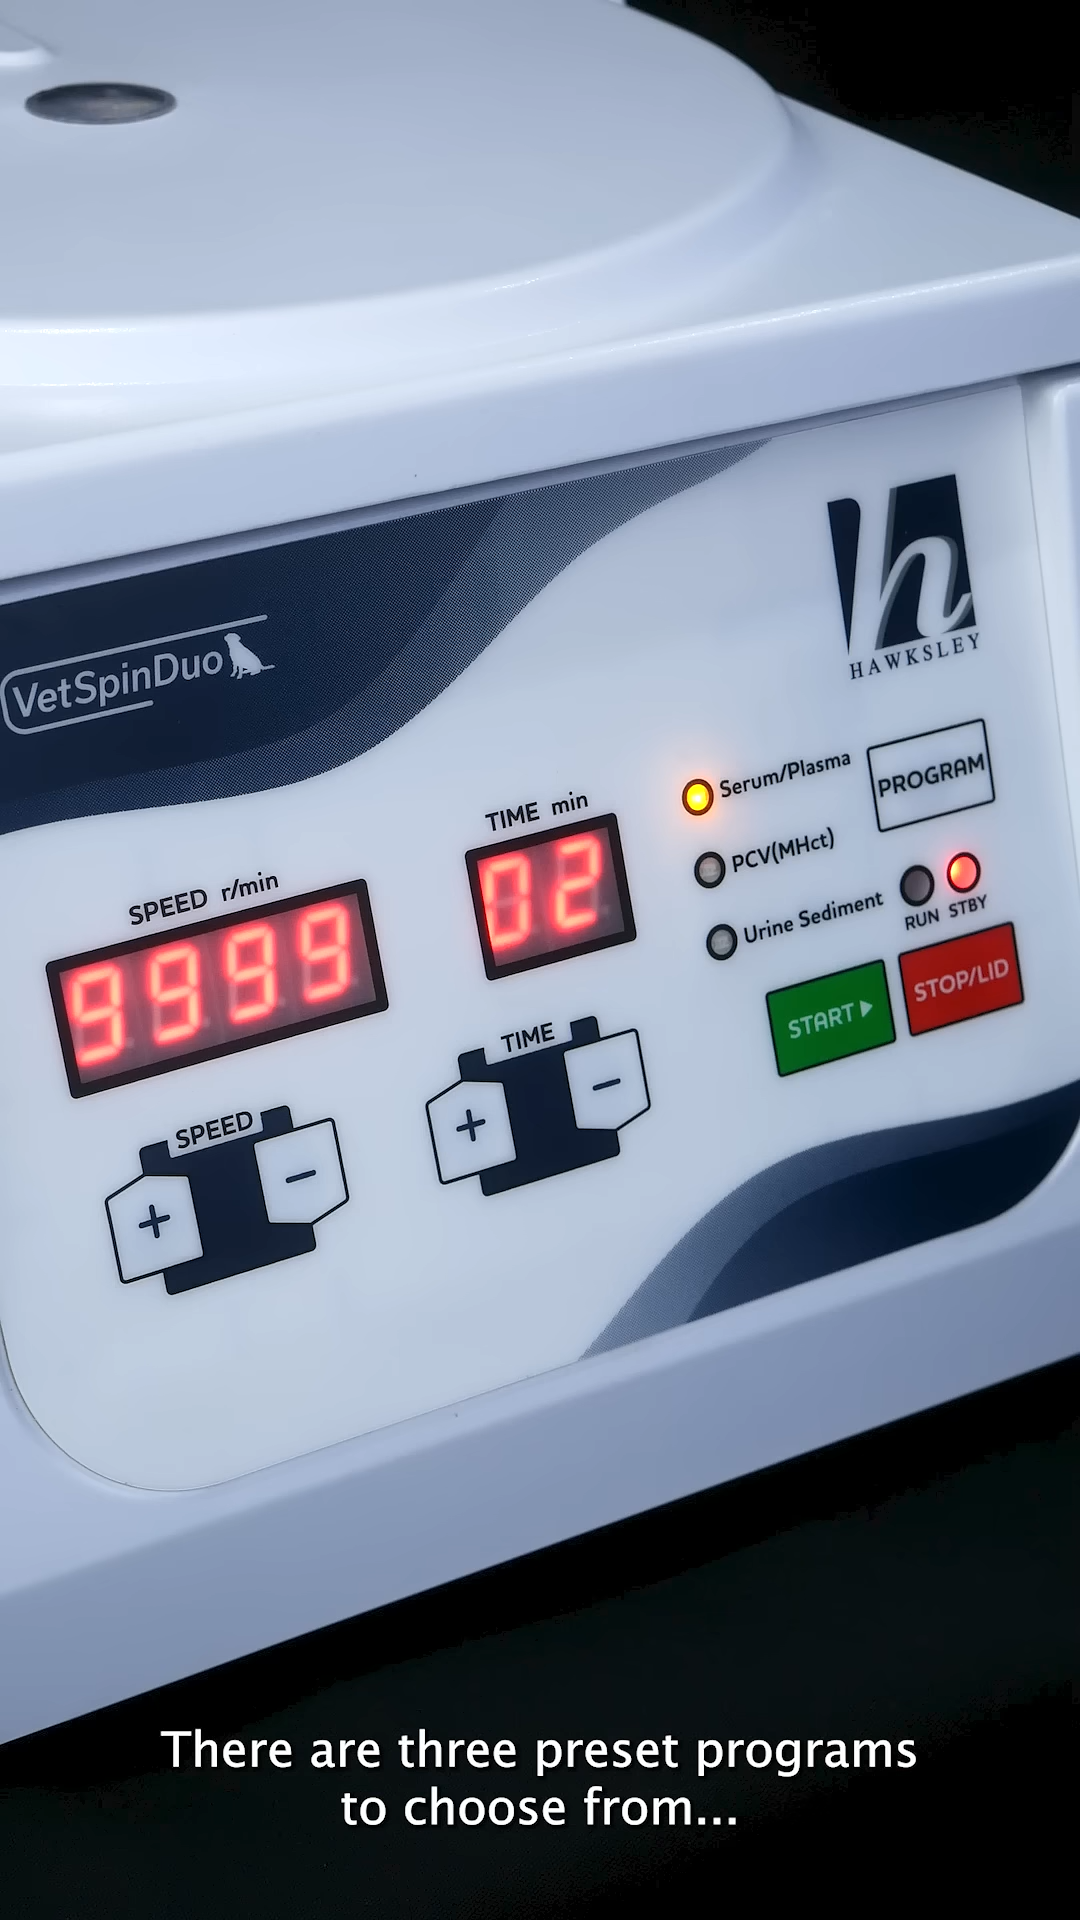 VetSpinDuo
h
HAWKSLEY
SPEED r/min
9999
TIME min
02
Serum/Plasma
PCV(MHct)
Urine Sediment
PROGRAM
RUN STBY
START
STOP/LID
SPEED
+ −
TIME
+ −
There are three preset programs
to choose from...